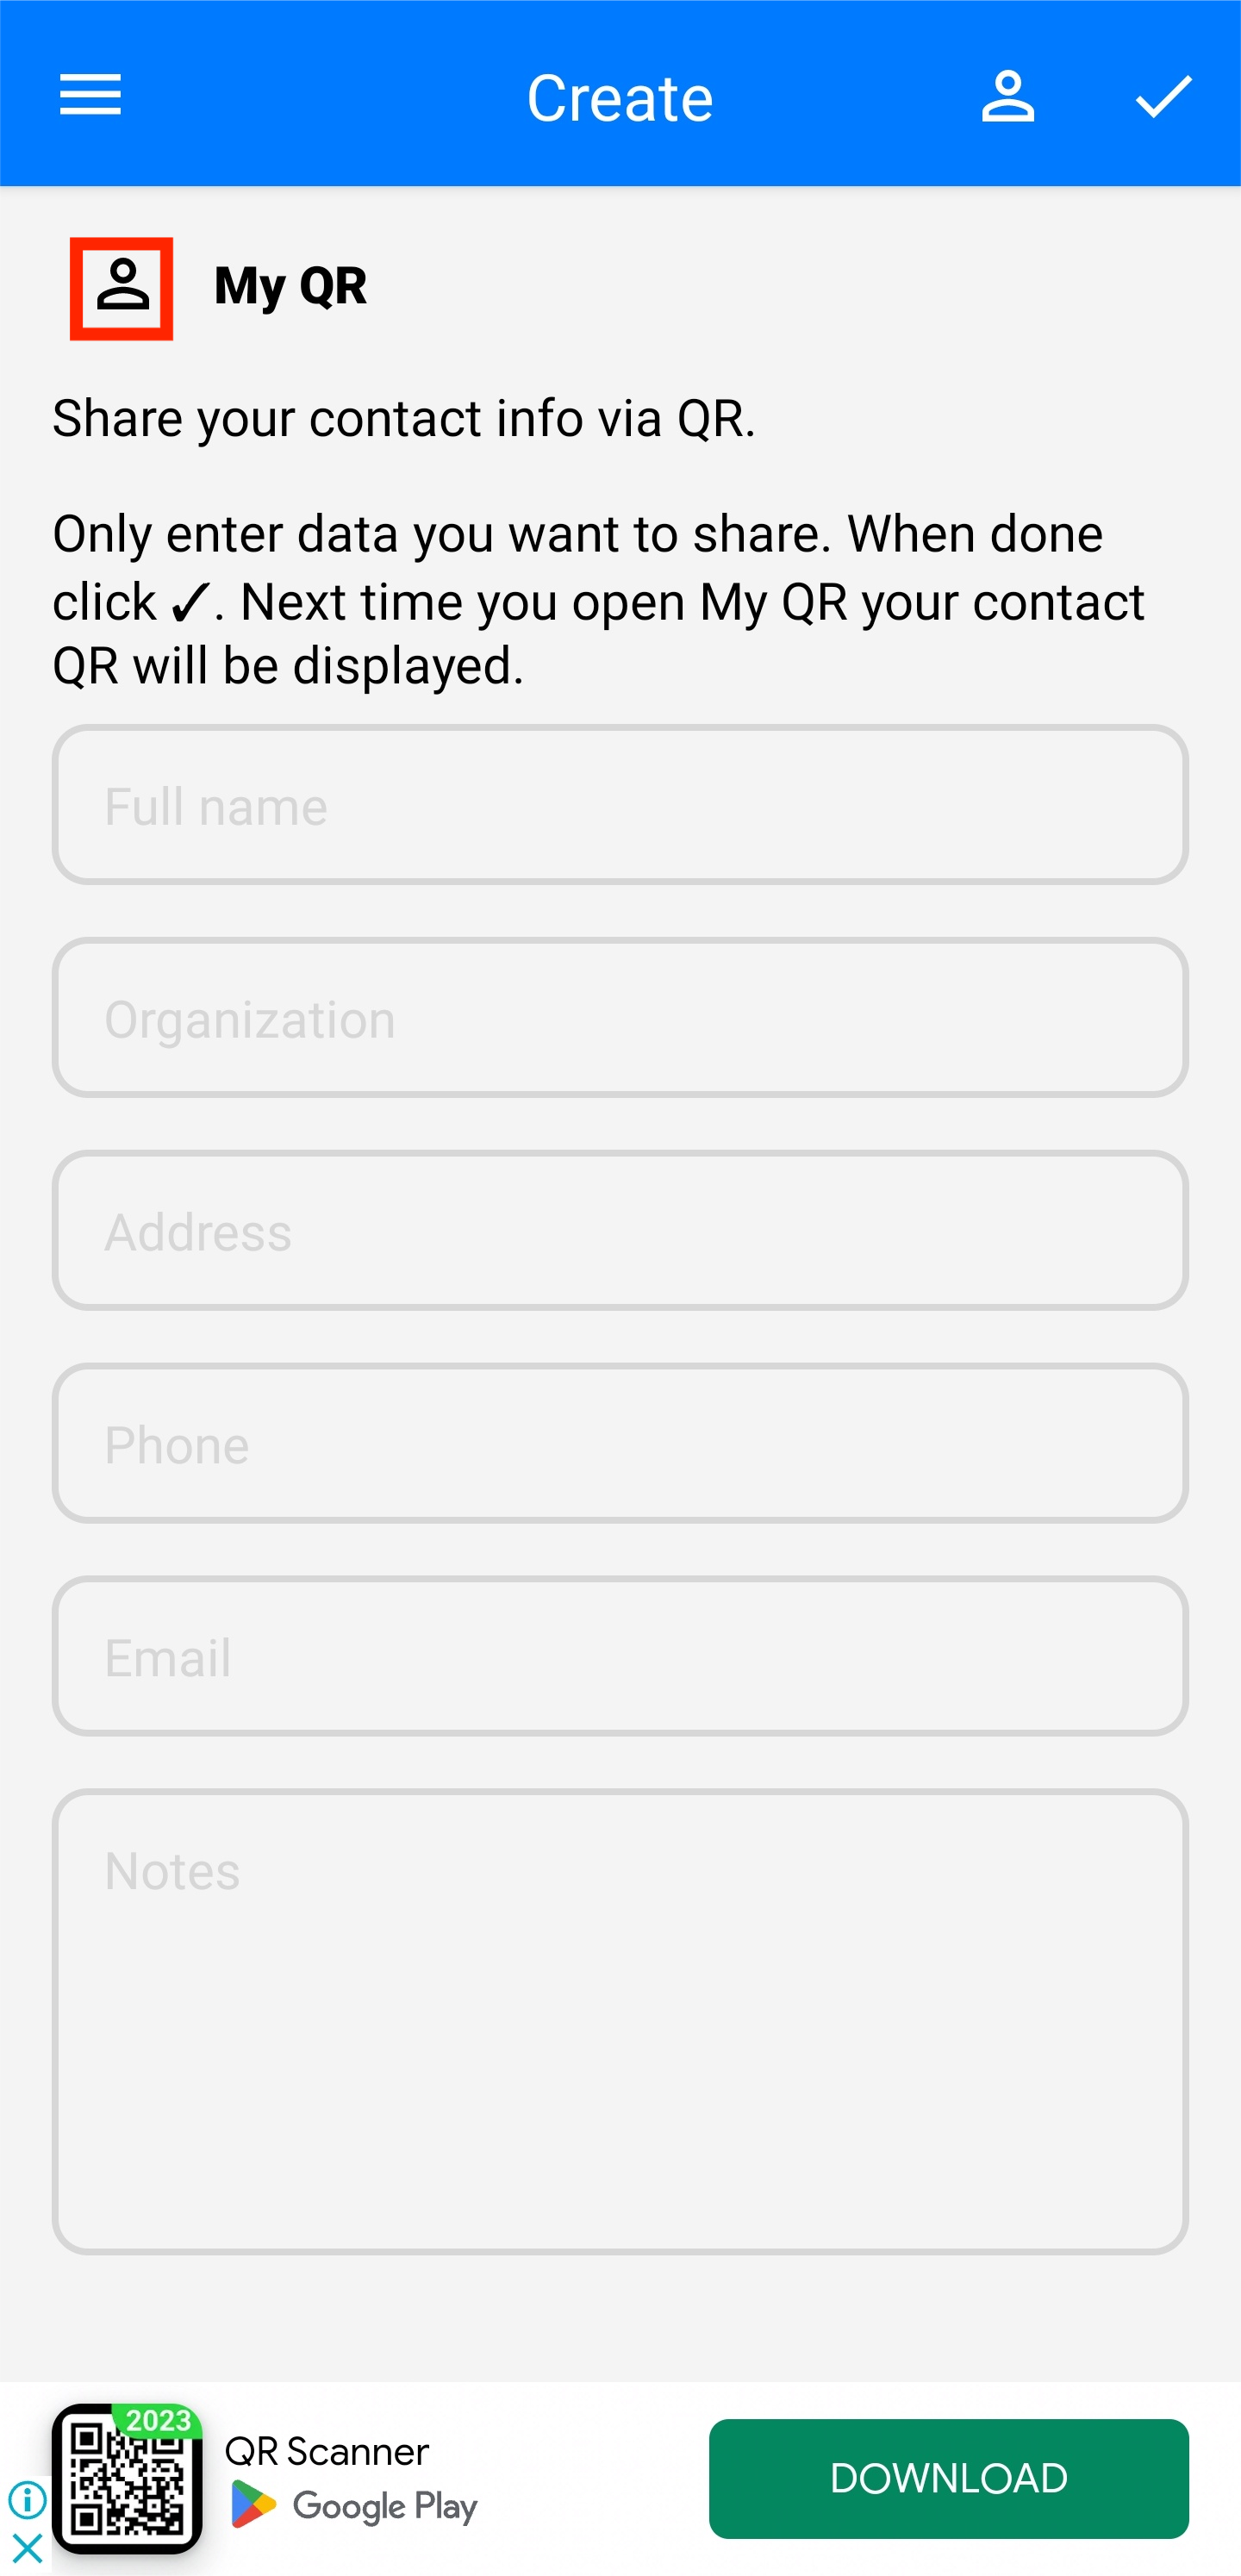 Create
My QR
Share your contact info via QR.
Only enter data you want to share. When done
click ✓. Next time you open My QR your contact
QR will be displayed.
Full name
Organization
Address
Phone
Email
Notes
2023
QR Scanner
Google Play
DOWNLOAD